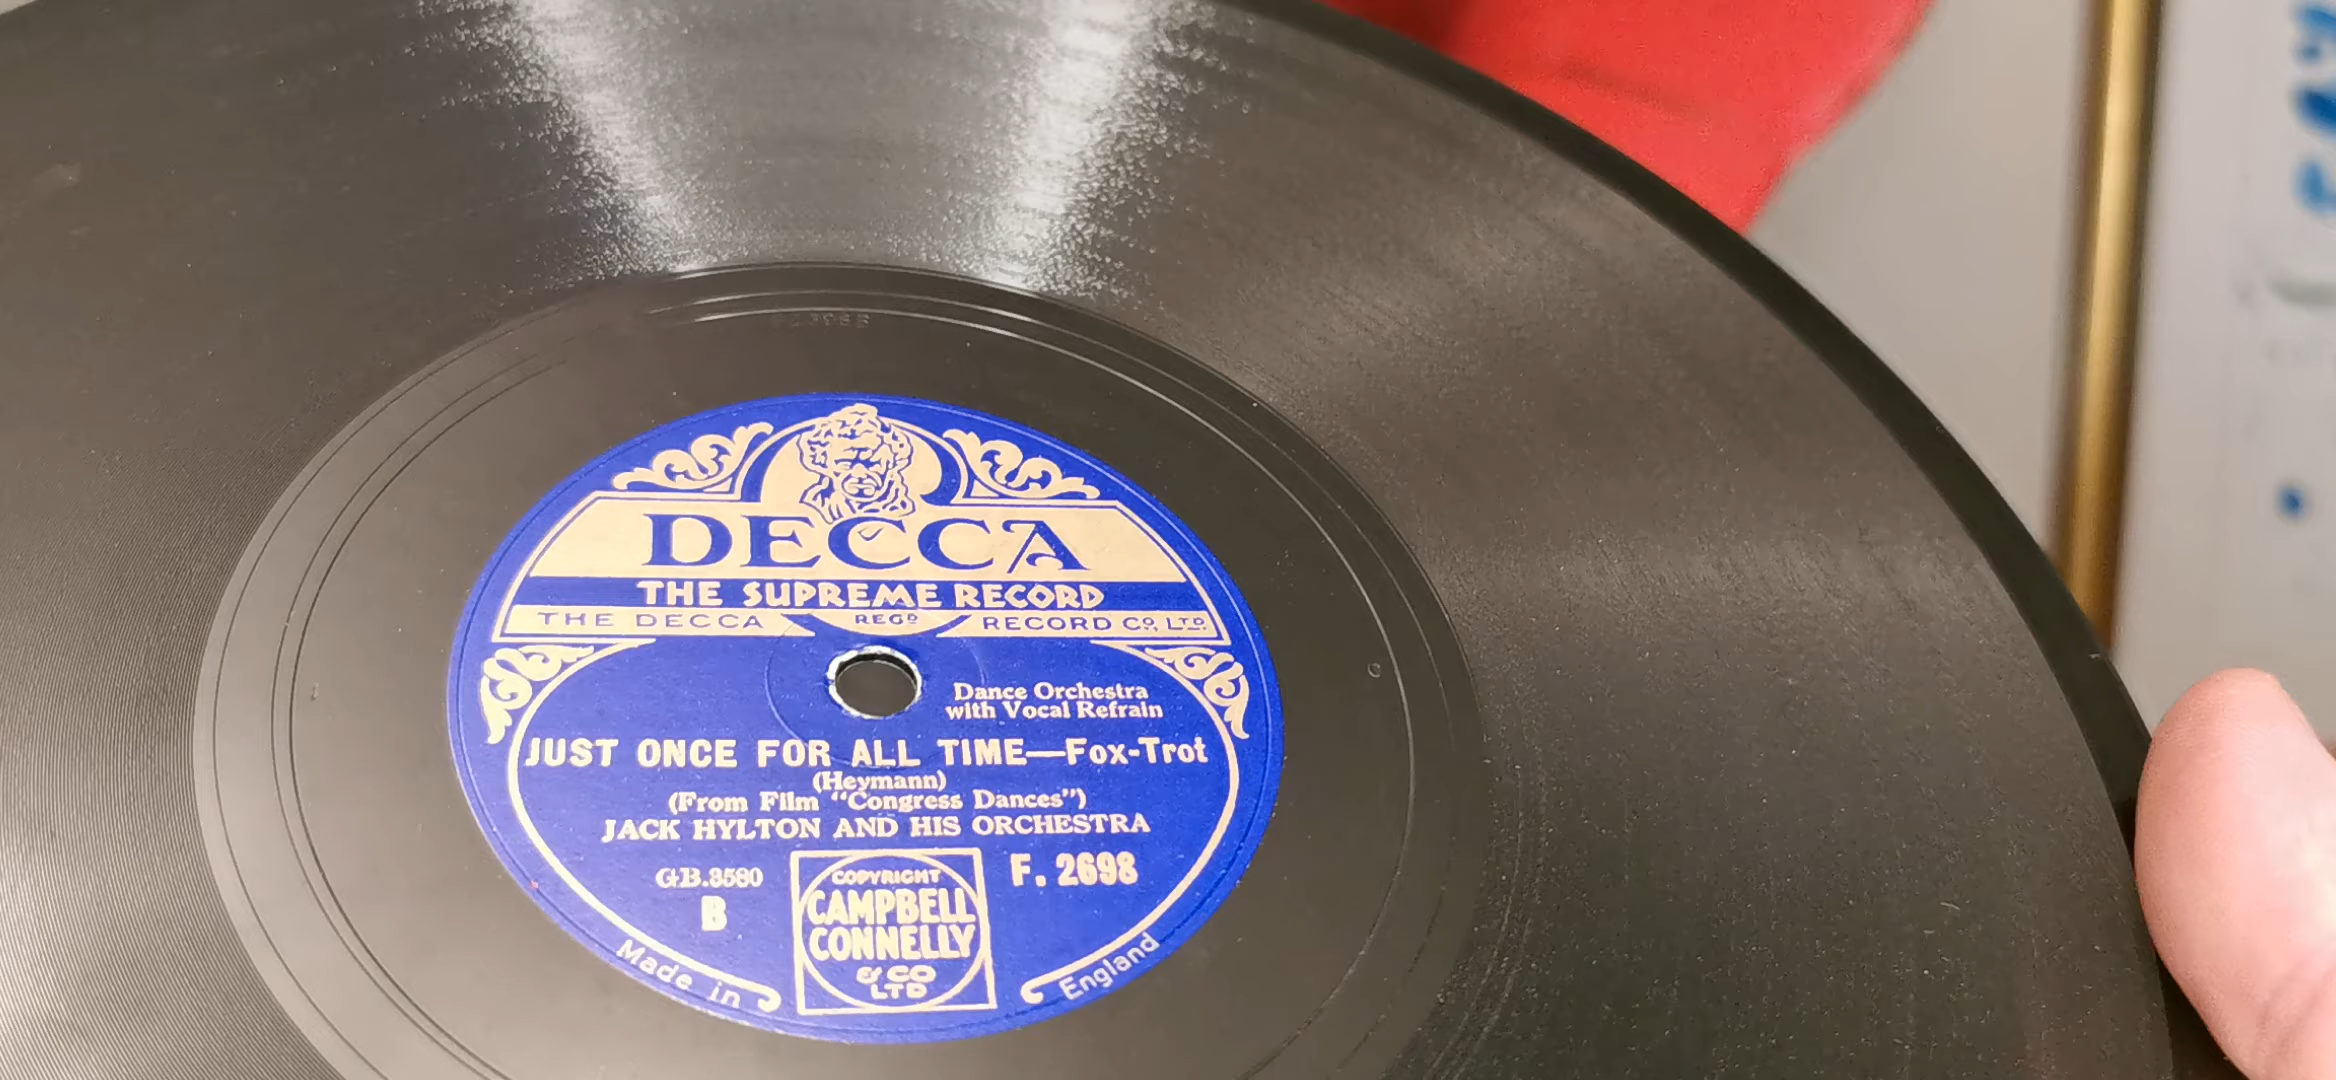 DECCA
THE SUPREME RECORD
THE DECCA REGD RECORD CO. LTD.
Dance Orchestra
with Vocal Refrain
JUST ONCE FOR ALL TIME—Fox-Trot
(Heymann)
(From Film "Congress Dances")
JACK HYLTON AND HIS ORCHESTRA
GB.3580
F. 2698
B
COPYRIGHT
CAMPBELL
CONNELLY
& CO
LTD
Made in England